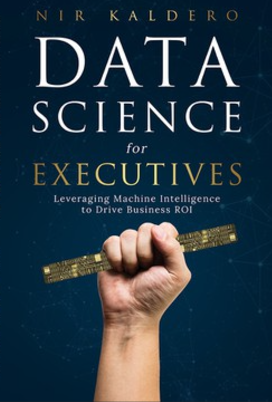 NIR KALDERO
DATA
SCIENCE
for
EXECUTIVES
Leveraging Machine Intelligence
to Drive Business ROI